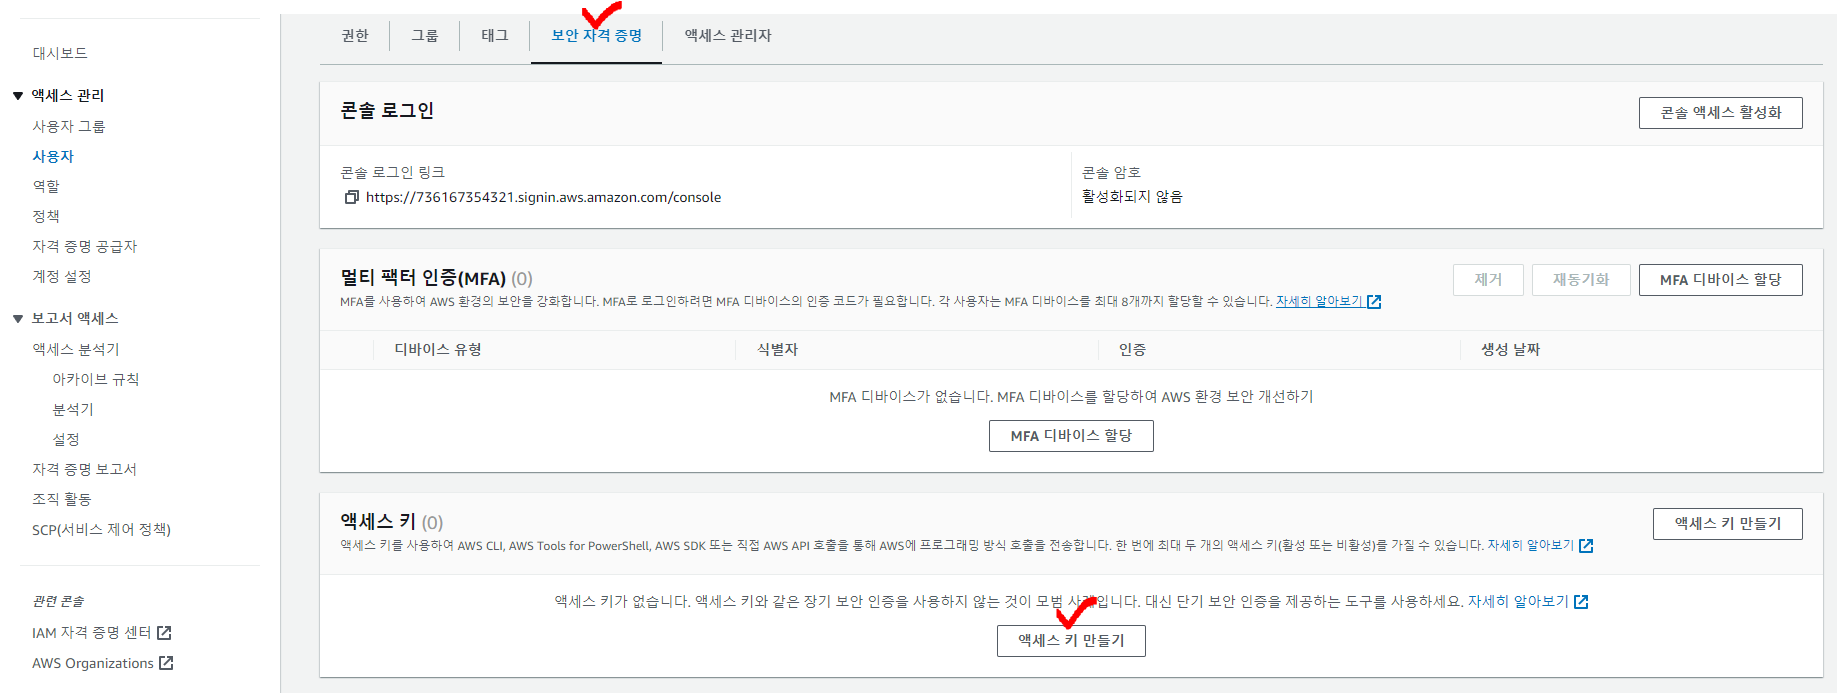 대시보드
액세스 관리
사용자 그룹
사용자
역할
정책
자격 증명 공급자
계정 설정
보고서 액세스
액세스 분석기
아카이브 규칙
분석기
설정
자격 증명 보고서
조직 활동
SCP(서비스 제어 정책)
관련 콘솔
IAM 자격 증명 센터
AWS Organizations
권한 그룹 태그 보안 자격 증명 액세스 관리자
콘솔 로그인
콘솔 액세스 활성화
콘솔 로그인 링크
https://736167354321.signin.aws.amazon.com/console
콘솔 암호
활성화되지 않음
멀티 팩터 인증(MFA) (0)
제거 재동기화 MFA 디바이스 할당
MFA를 사용하여 AWS 환경의 보안을 강화합니다. MFA로 로그인하려면 MFA 디바이스의 인증 코드가 필요합니다. 각 사용자는 MFA 디바이스를 최대 8개까지 할당할 수 있습니다. 자세히 알아보기
디바이스 유형 식별자 인증 생성 날짜
MFA 디바이스가 없습니다. MFA 디바이스를 할당하여 AWS 환경 보안 개선하기
MFA 디바이스 할당
액세스 키 (0)
액세스 키 만들기
액세스 키를 사용하여 AWS CLI, AWS Tools for PowerShell, AWS SDK 또는 직접 AWS API 호출을 통해 AWS에 프로그래밍 방식 호출을 전송합니다. 한 번에 최대 두 개의 액세스 키(활성 또는 비활성)를 가질 수 있습니다. 자세히 알아보기
액세스 키가 없습니다. 액세스 키와 같은 장기 보안 인증을 사용하지 않는 것이 모범 사례입니다. 대신 단기 보안 인증을 제공하는 도구를 사용하세요. 자세히 알아보기
액세스 키 만들기